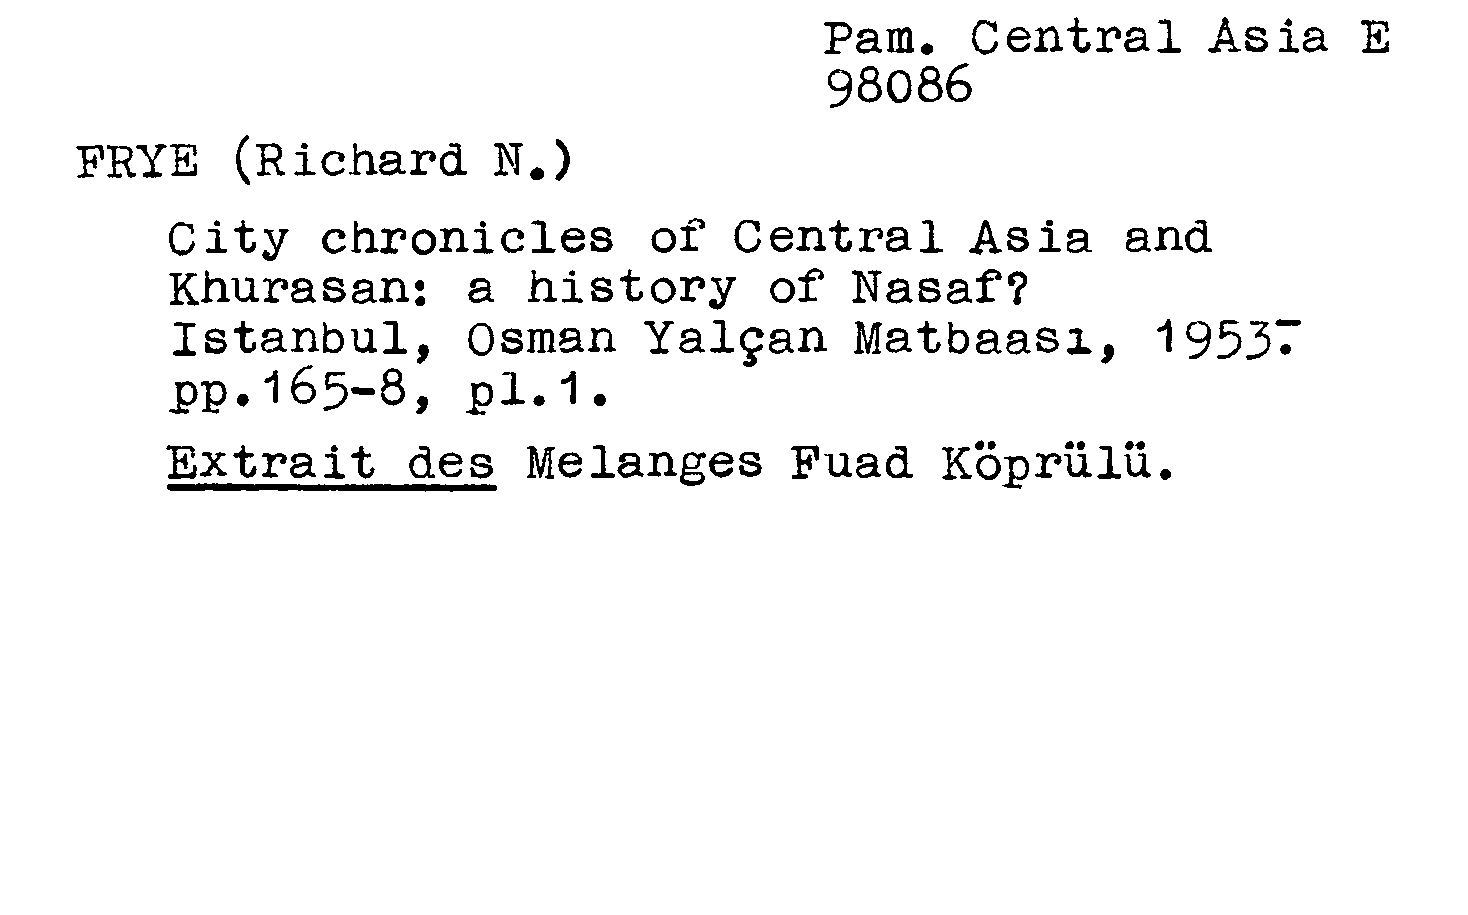 Pam. Central Asia E
98086
FRYE (Richard N.)
City chronicles of Central Asia and
Khurasan: a history of Nasaf?
Istanbul, Osman Yalçan Matbaası, 1953.
pp.165-8, pl.1.
Extrait des Melanges Fuad Köprülü.